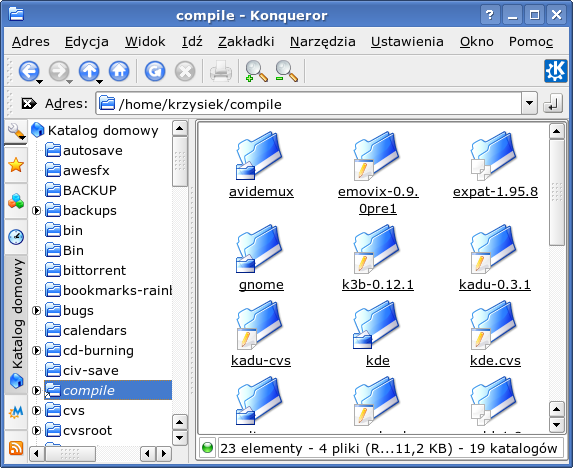 compile - Konqueror
Adres Edycja Widok Idź Zakładki Narzędzia Ustawienia Okno Pomoc
Adres: /home/krzysiek/compile
Katalog domowy
Katalog domowy
autosave
awesfx
BACKUP
backups
bin
Bin
bittorrent
bookmarks-rainb
bugs
calendars
cd-burning
civ-save
compile
cvs
cvsroot
avidemux
emovix-0.9.
0pre1
expat-1.95.8
gnome
k3b-0.12.1
kadu-0.3.1
kadu-cvs
kde
kde.cvs
23 elementy - 4 pliki (R...11,2 KB) - 19 katalogów